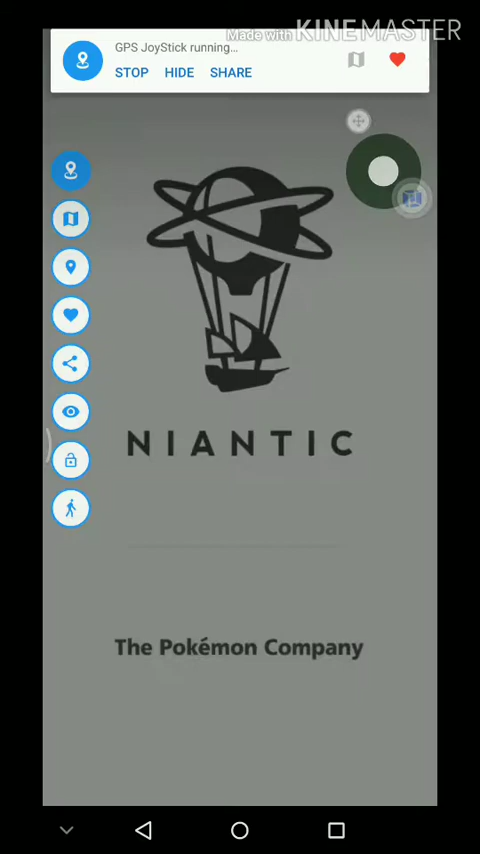 Made with KINEMASTER
GPS JoyStick running...
STOP HIDE SHARE
NIANTIC
The Pokémon Company